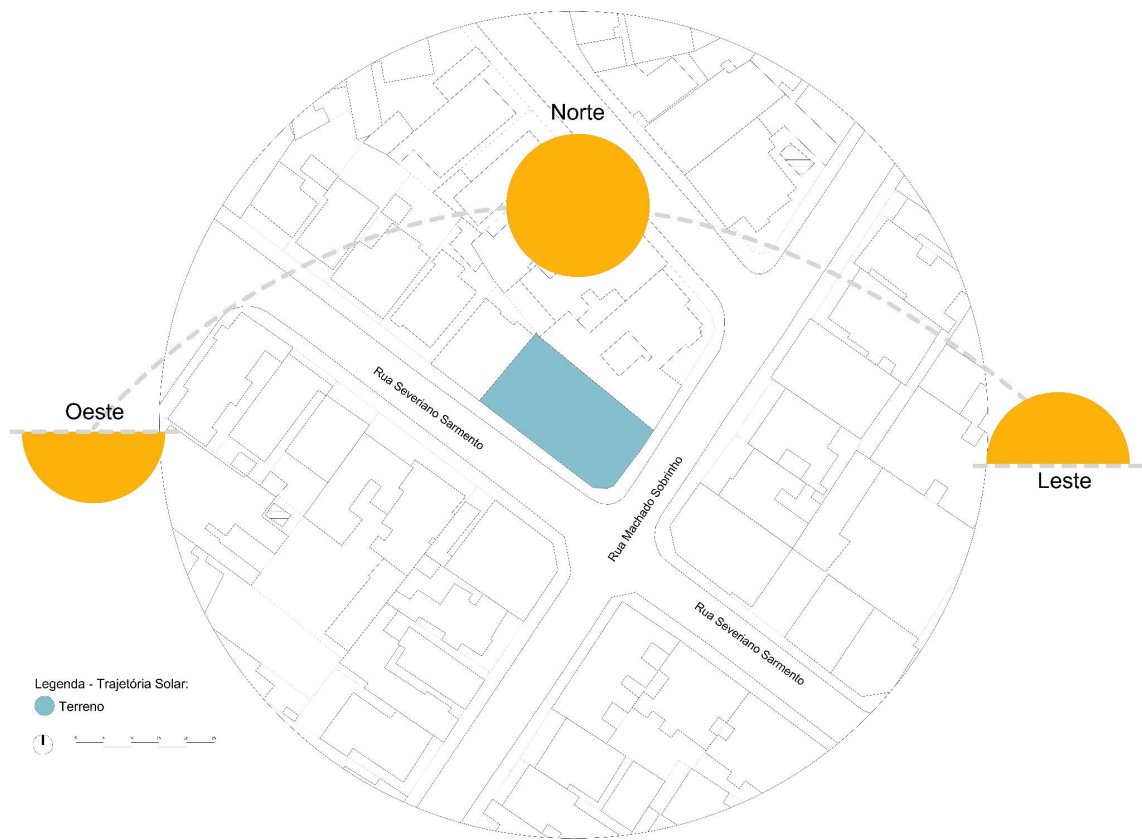 Norte
Oeste
Leste
Rua Severiano Sarmento
Rua Machado Sobrinho
Rua Severiano Sarmento
Legenda - Trajetória Solar:
Terreno